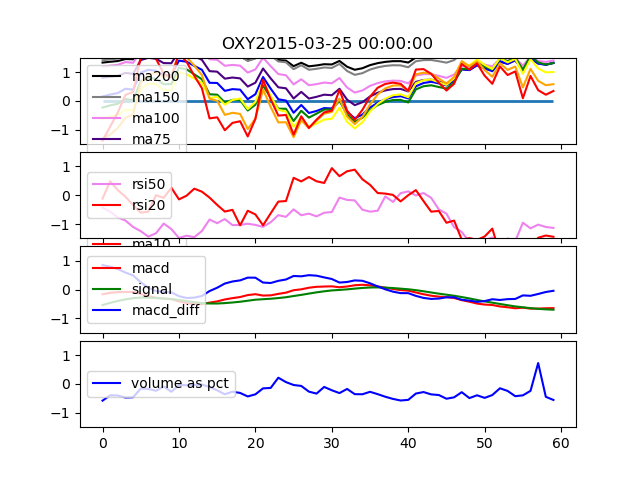 OXY2015-03-25 00:00:00
1
0
−1
ma200
ma150
ma100
ma75
1
0
−1
rsi50
rsi20
ma10
1
0
−1
macd
signal
macd_diff
1
0
−1
volume as pct
0 10 20 30 40 50 60